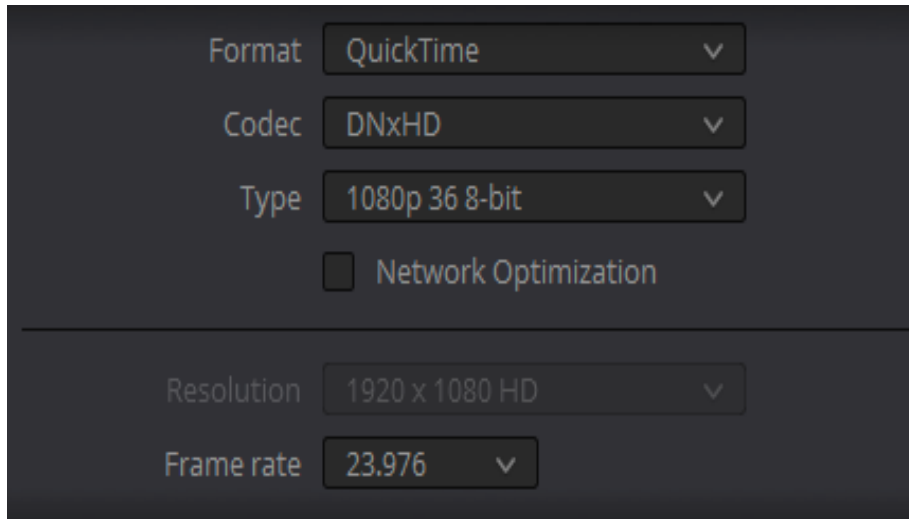 Format QuickTime
Codec DNxHD
Type 1080p 36 8-bit
Network Optimization
Resolution 1920 x 1080 HD
Frame rate 23.976